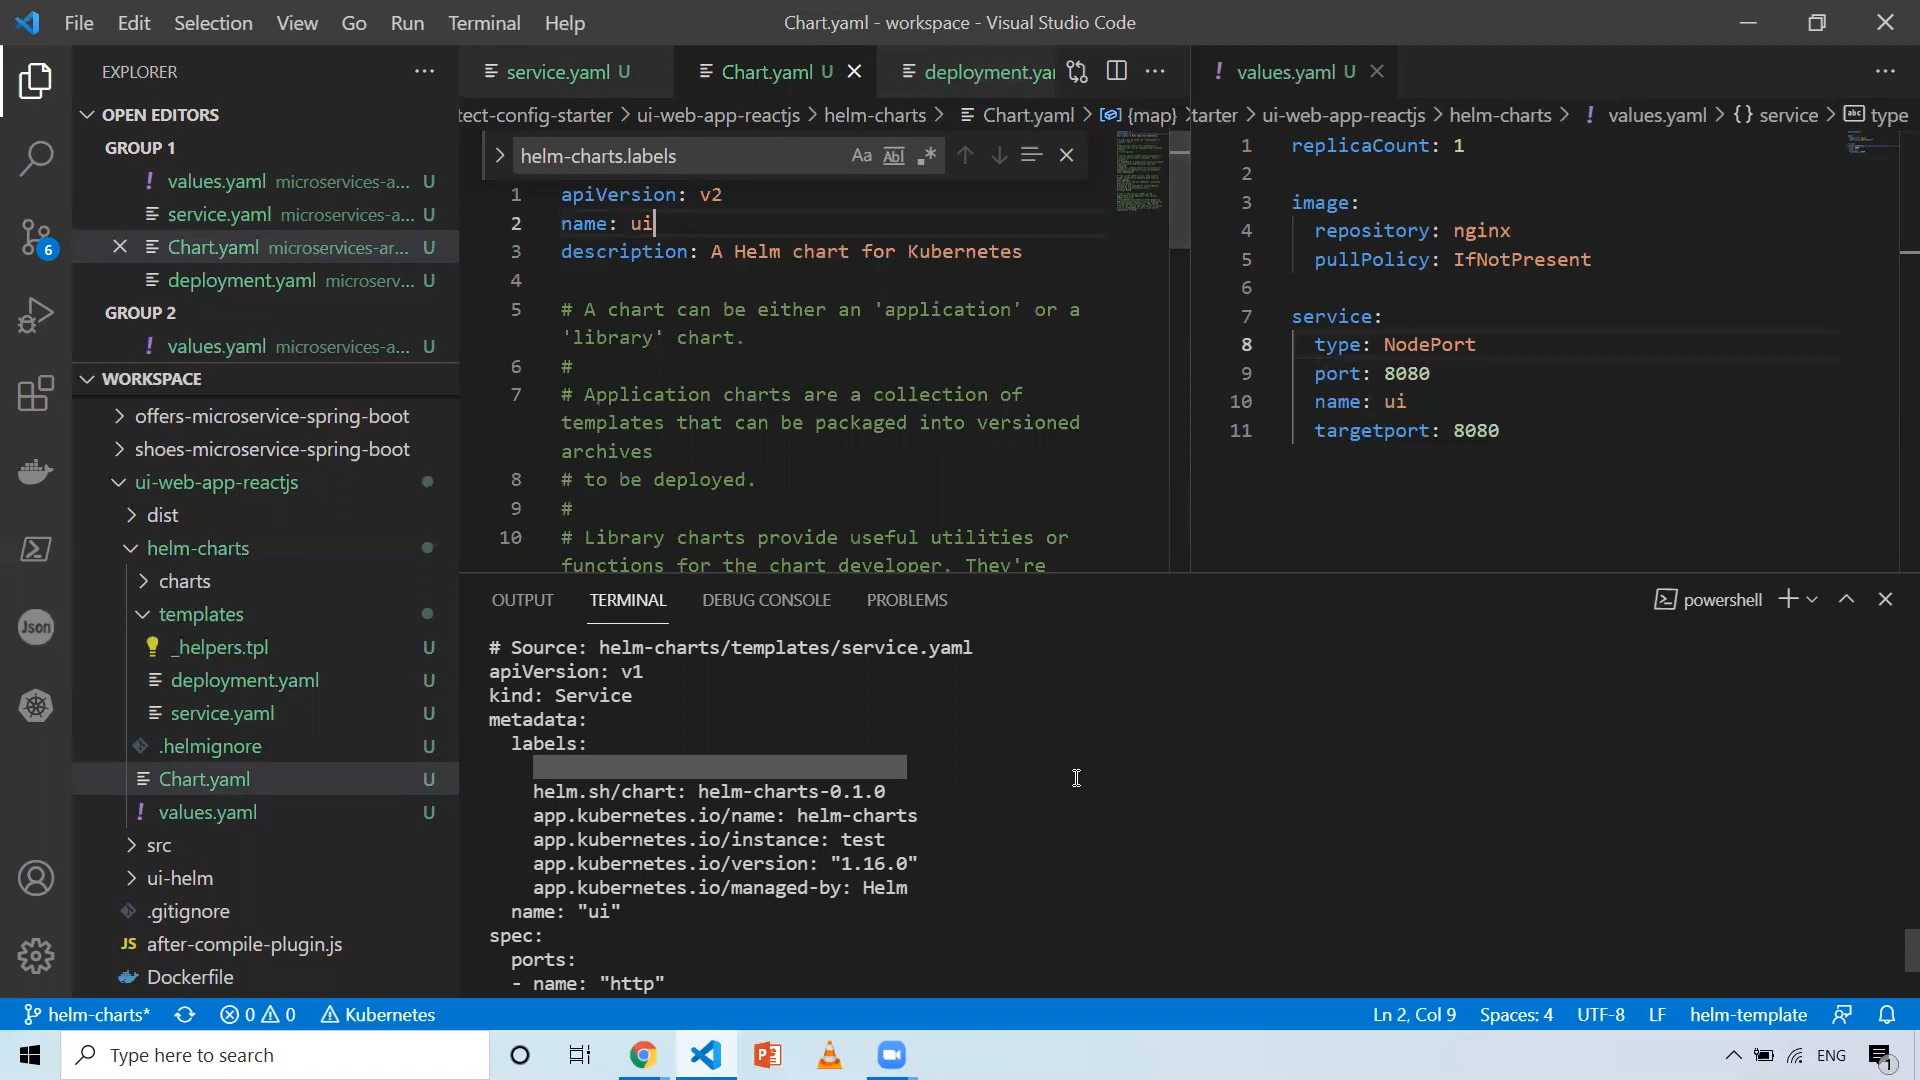 File Edit Selection View Go Run Terminal Help
Chart.yaml - workspace - Visual Studio Code
EXPLORER
OPEN EDITORS
GROUP 1
! values.yaml microservices-a... U
service.yaml microservices-a... U
Chart.yaml microservices-ar... U
deployment.yaml microserv... U
GROUP 2
! values.yaml microservices-a... U
WORKSPACE
offers-microservice-spring-boot
shoes-microservice-spring-boot
ui-web-app-reactjs
dist
helm-charts
charts
templates
_helpers.tpl U
deployment.yaml U
service.yaml U
.helmignore U
Chart.yaml U
! values.yaml U
src
ui-helm
.gitignore
JS after-compile-plugin.js
Dockerfile
6
Json
service.yaml U
Chart.yaml U
deployment.ya
tect-config-starter > ui-web-app-reactjs > helm-charts > Chart.yaml > {map}
helm-charts.labels
Aa Abl
1 apiVersion: v2
2 name: ui
3 description: A Helm chart for Kubernetes
4
5 # A chart can be either an 'application' or a
'library' chart.
6 #
7 # Application charts are a collection of
templates that can be packaged into versioned
archives
8 # to be deployed.
9 #
10 # Library charts provide useful utilities or
functions for the chart developer. They're
! values.yaml U
tarter > ui-web-app-reactjs > helm-charts > ! values.yaml > {} service > abc type
1 replicaCount: 1
2
3 image:
4 repository: nginx
5 pullPolicy: IfNotPresent
6
7 service:
8 type: NodePort
9 port: 8080
10 name: ui
11 targetport: 8080
OUTPUT TERMINAL DEBUG CONSOLE PROBLEMS
powershell
# Source: helm-charts/templates/service.yaml
apiVersion: v1
kind: Service
metadata:
labels:
helm.sh/chart: helm-charts-0.1.0
app.kubernetes.io/name: helm-charts
app.kubernetes.io/instance: test
app.kubernetes.io/version: "1.16.0"
app.kubernetes.io/managed-by: Helm
name: "ui"
spec:
ports:
- name: "http"
helm-charts* 0 0 Kubernetes
Ln 2, Col 9 Spaces: 4 UTF-8 LF helm-template
Type here to search
ENG
1